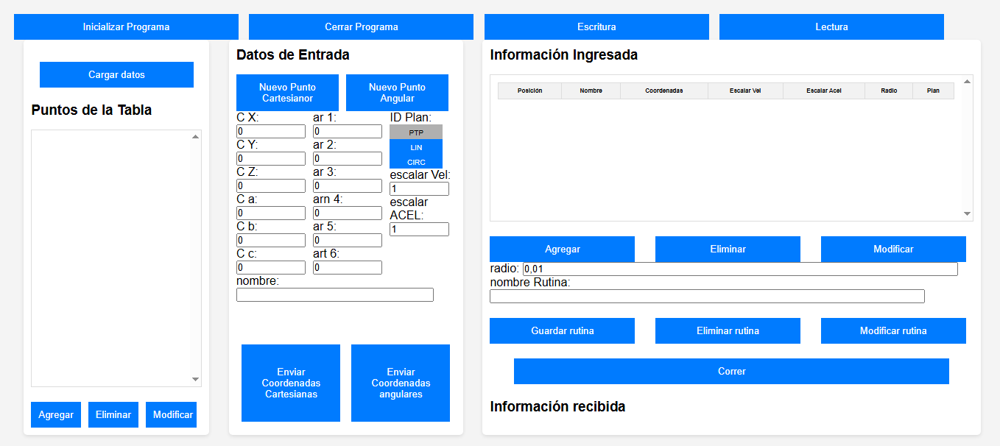 Inicializar Programa
Cerrar Programa
Escritura
Lectura
Cargar datos
Puntos de la Tabla
Agregar
Eliminar
Modificar
Datos de Entrada
Nuevo Punto
Cartesianor
Nuevo Punto
Angular
C X:
0
C Y:
0
C Z:
0
C a:
0
C b:
0
C c:
0
ar 1:
0
ar 2:
0
ar 3:
0
arn 4:
0
ar 5:
0
art 6:
0
ID Plan:
PTP
LIN
CIRC
escalar Vel:
1
escalar
ACEL:
1
nombre:
Enviar
Coordenadas
Cartesianas
Enviar
Coordenadas
angulares
Información Ingresada
Posición Nombre Coordenadas Escalar Vel Escalar Acel Radio Plan
Agregar
Eliminar
Modificar
radio: 0,01
nombre Rutina:
Guardar rutina
Eliminar rutina
Modificar rutina
Correr
Información recibida